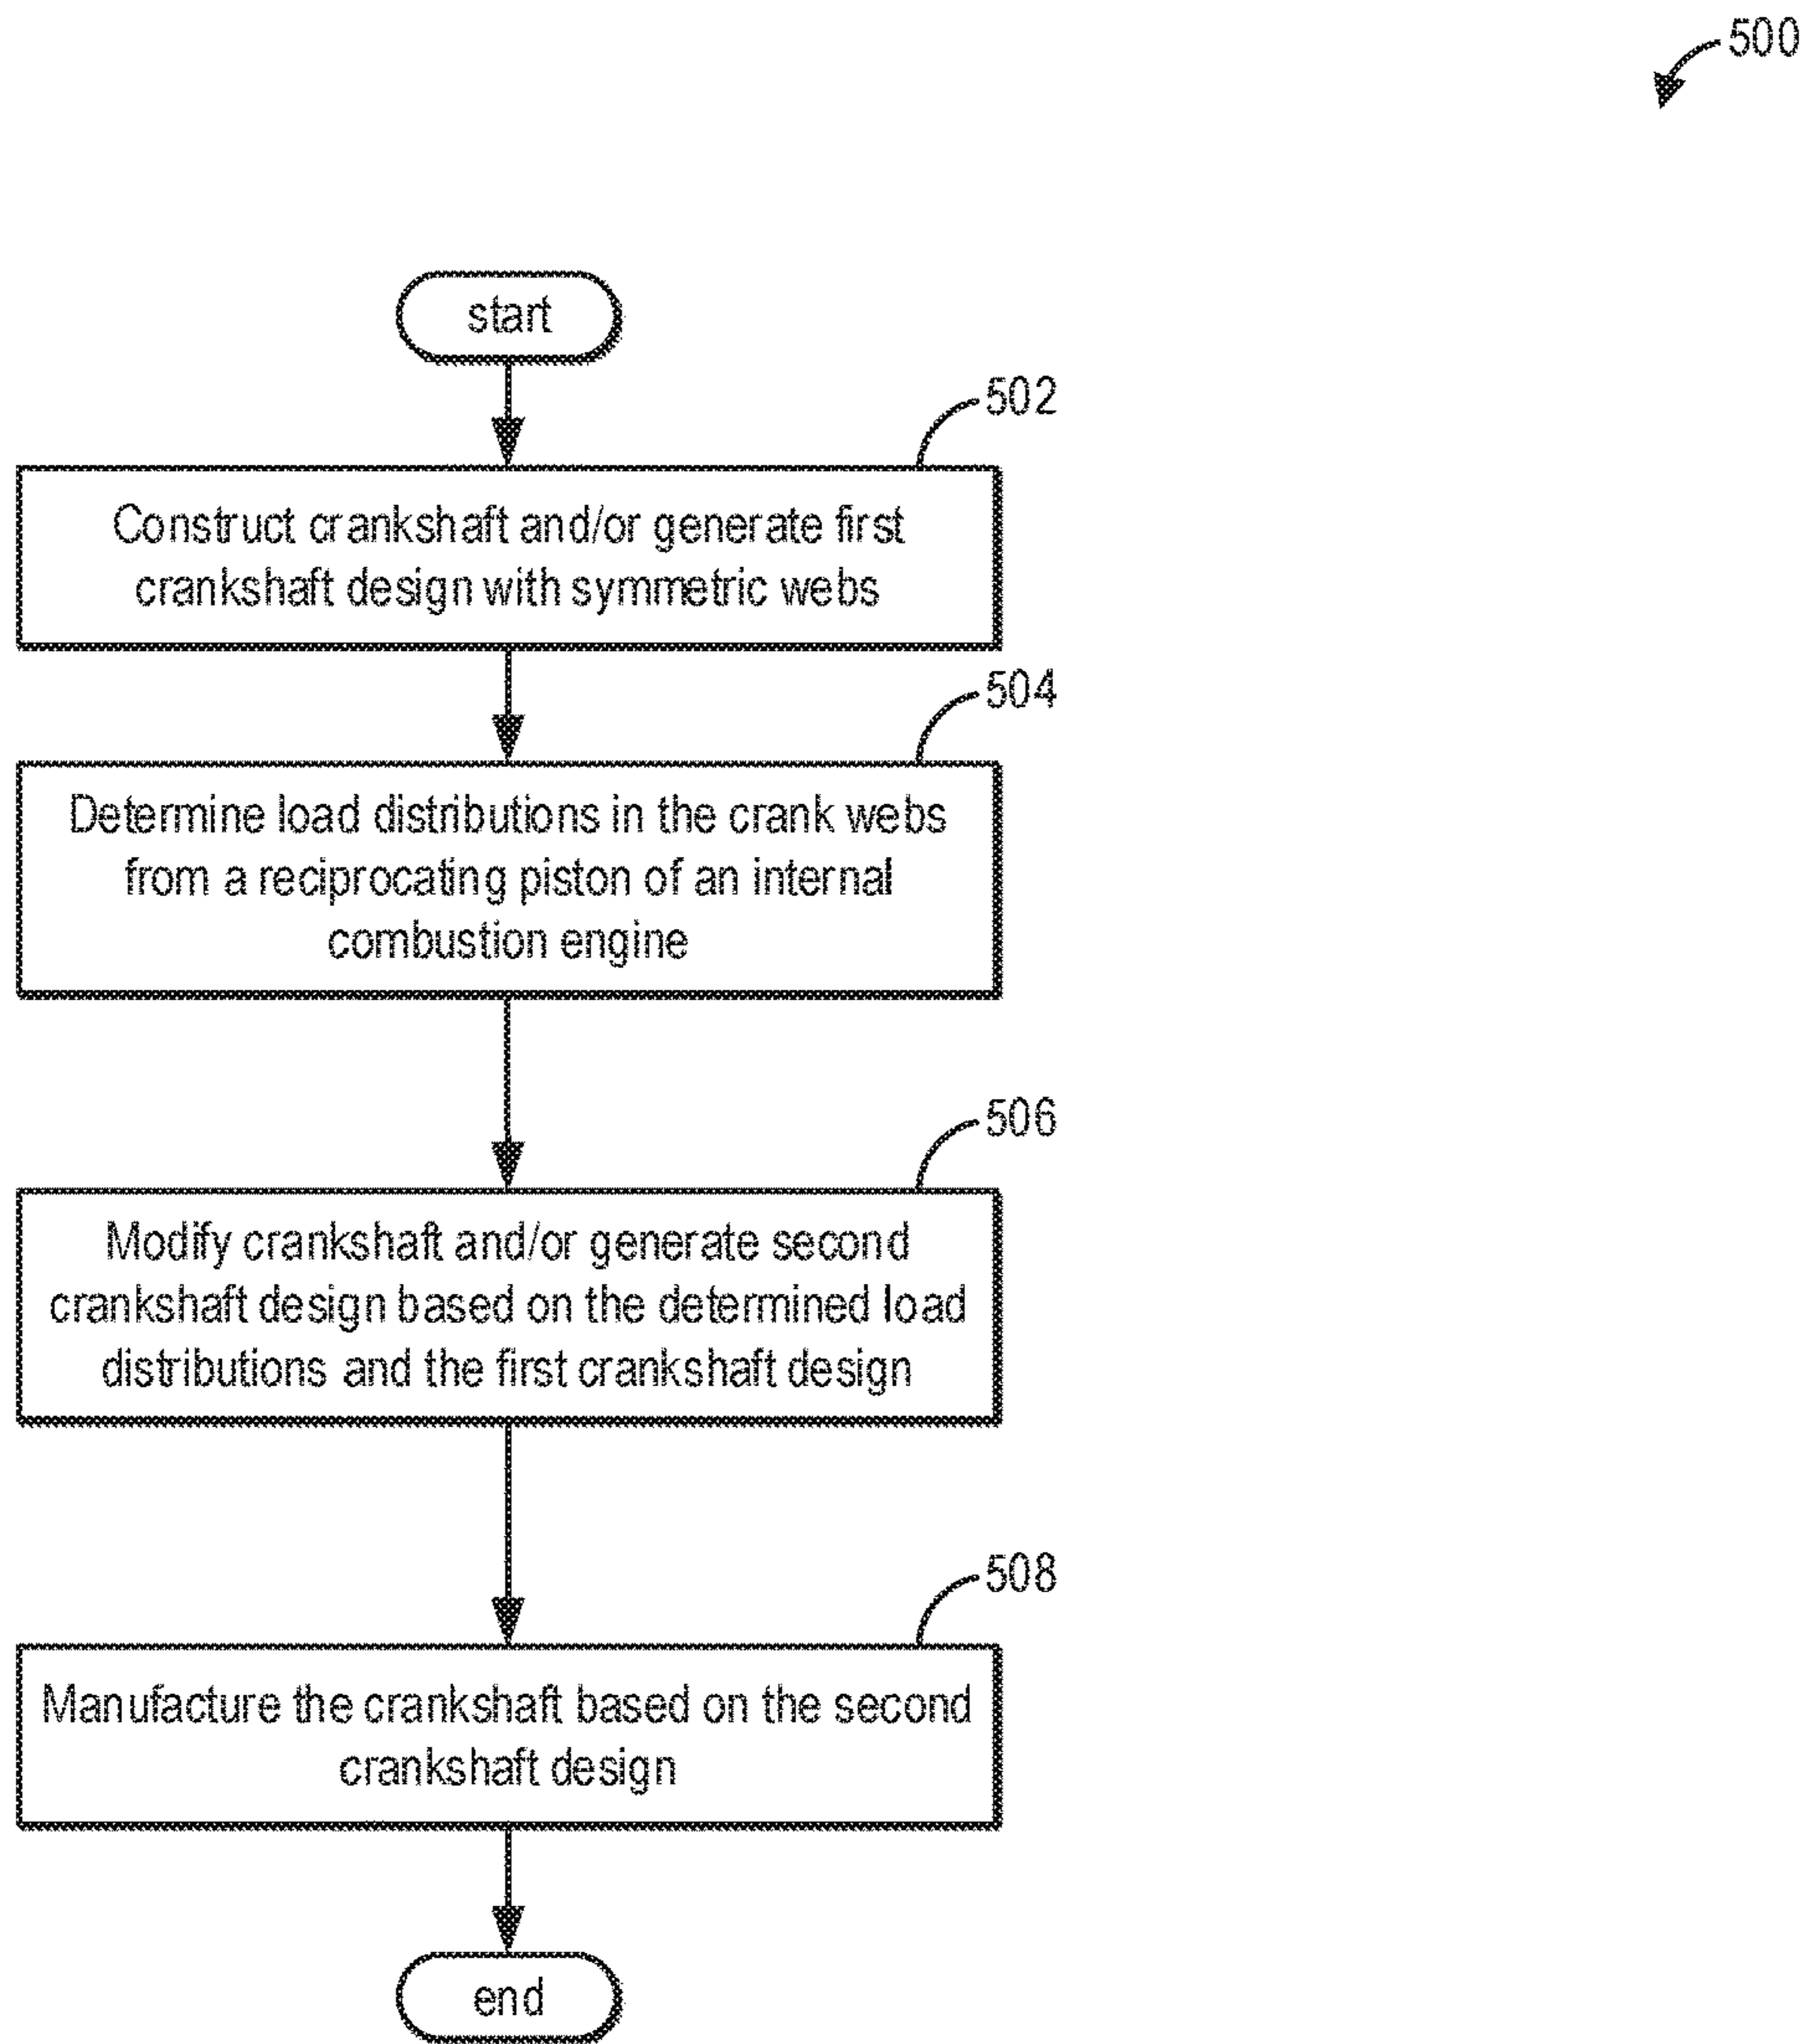 500
start
502
Construct crankshaft and/or generate first
crankshaft design with symmetric webs
504
Determine load distributions in the crank webs
from a reciprocating piston of an internal
combustion engine
506
Modify crankshaft and/or generate second
crankshaft design based on the determined load
distributions and the first crankshaft design
508
Manufacture the crankshaft based on the second
crankshaft design
end